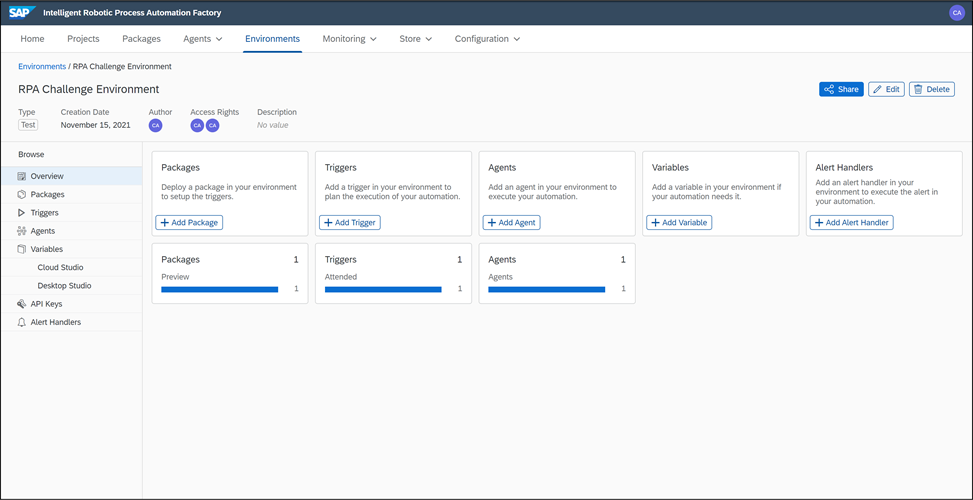 SAP Intelligent Robotic Process Automation Factory CA
Home Projects Packages Agents Environments Monitoring Store Configuration
Environments / RPA Challenge Environment
RPA Challenge Environment
Share Edit Delete
Type Creation Date Author Access Rights Description
Test November 15, 2021 CA CA CA No value
Browse
Overview
Packages
Triggers
Agents
Variables
Cloud Studio
Desktop Studio
API Keys
Alert Handlers
Packages
Deploy a package in your environment
to setup the triggers.
+ Add Package
Triggers
Add a trigger in your environment to
plan the execution of your automation.
+ Add Trigger
Agents
Add an agent in your environment to
execute your automation.
+ Add Agent
Variables
Add a variable in your environment if
your automation needs it.
+ Add Variable
Alert Handlers
Add an alert handler in your
environment to execute the alert in
your automation.
+ Add Alert Handler
Packages 1
Preview
1
Triggers 1
Attended
1
Agents 1
Agents
1